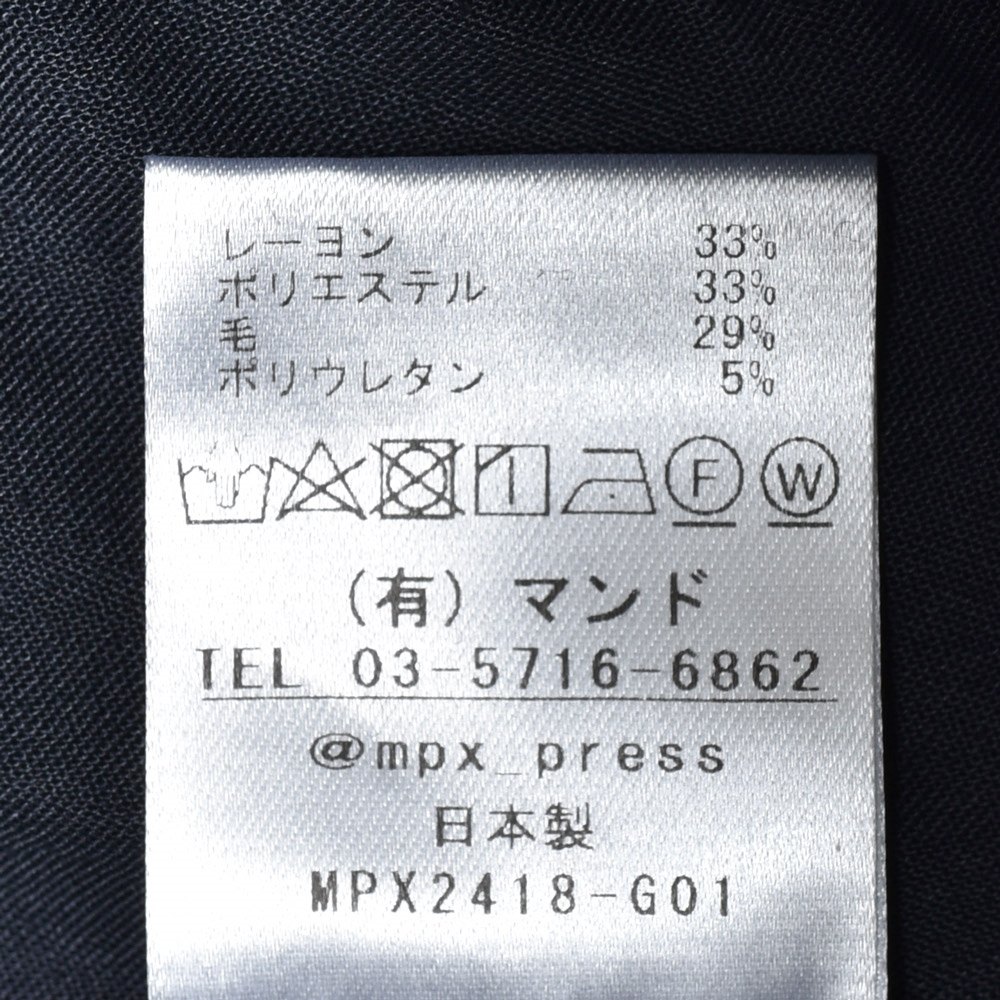 レーヨン 33%
ポリエステル 33%
毛 29%
ポリウレタン 5%
F W
(有) マンド
TEL 03-5716-6862
@mpx_press
日本製
MPX2418-G01